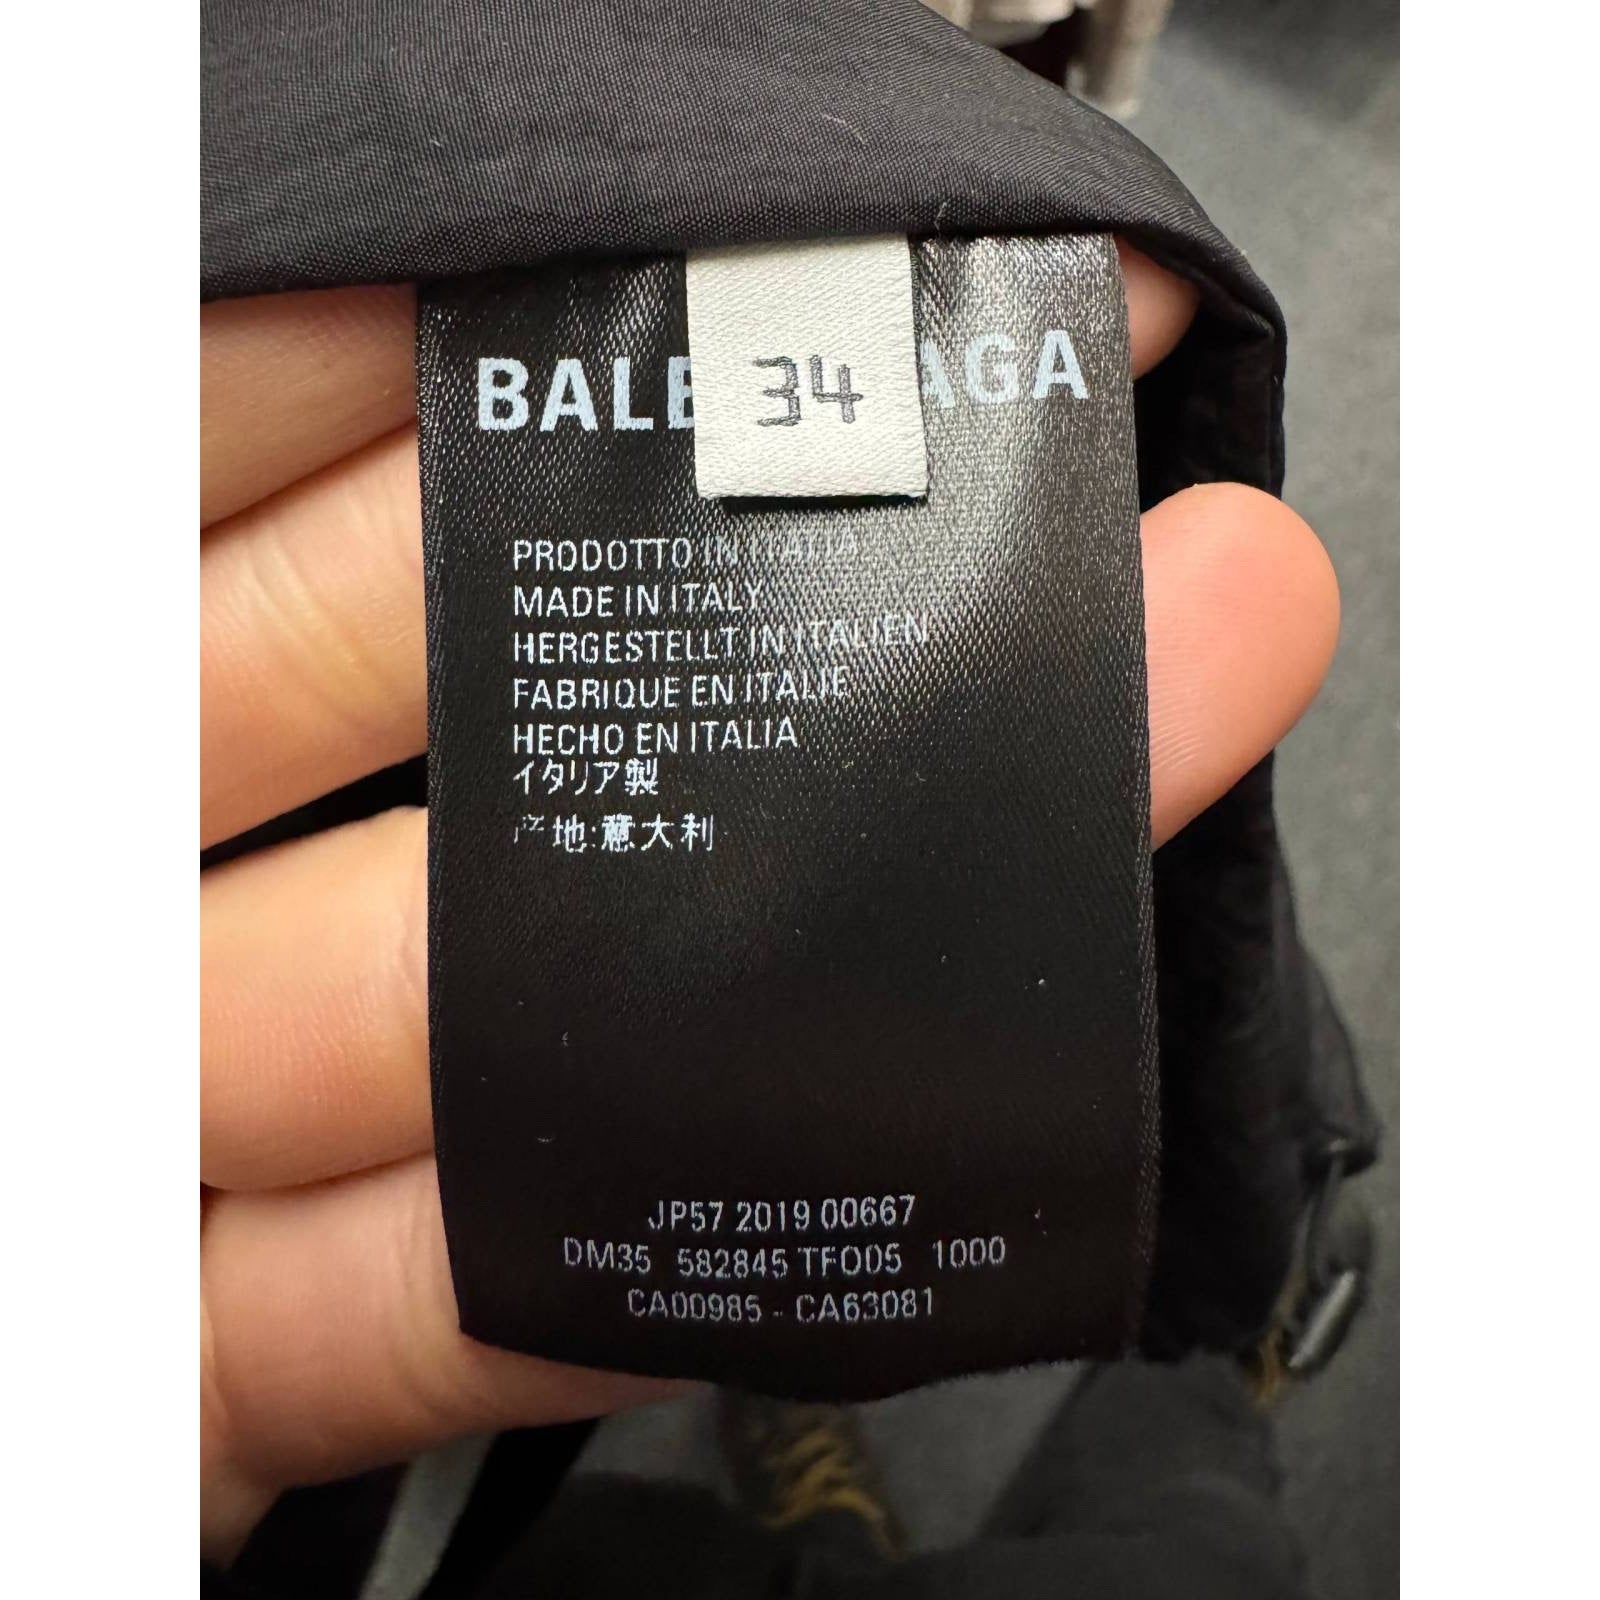 BALE AGA
34
PRODOTTO IN ITALIA
MADE IN ITALY
HERGESTELLT IN ITALIEN
FABRIQUE EN ITALIE
HECHO EN ITALIA
イタリア製
产地:意大利
JP57 2019 00667
DM35 582845 TFO05 1000
CA00985 - CA63081